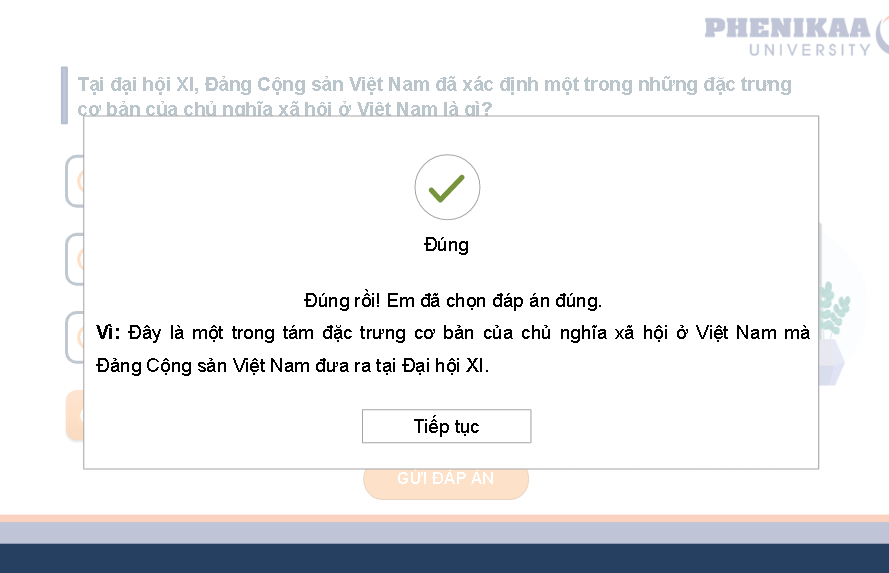 PHENIKAA
UNIVERSITY
Tại đại hội XI, Đảng Cộng sản Việt Nam đã xác định một trong những đặc trưng
cơ bản của chủ nghĩa xã hội ở Việt Nam là gì?
Đúng
Đúng rồi! Em đã chọn đáp án đúng.
Vì: Đây là một trong tám đặc trưng cơ bản của chủ nghĩa xã hội ở Việt Nam mà
Đảng Cộng sản Việt Nam đưa ra tại Đại hội XI.
Tiếp tục
GỬI ĐÁP ÁN